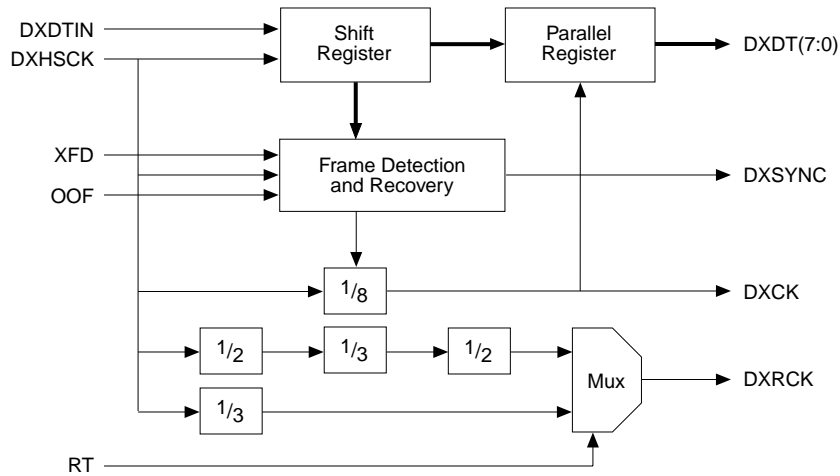 DXDTIN
DXHSCK
Shift
Register
Parallel
Register
DXDT(7:0)
XFD
OOF
Frame Detection
and Recovery
DXSYNC
1/8
DXCK
1/2
1/3
1/2
1/3
Mux
DXRCK
RT